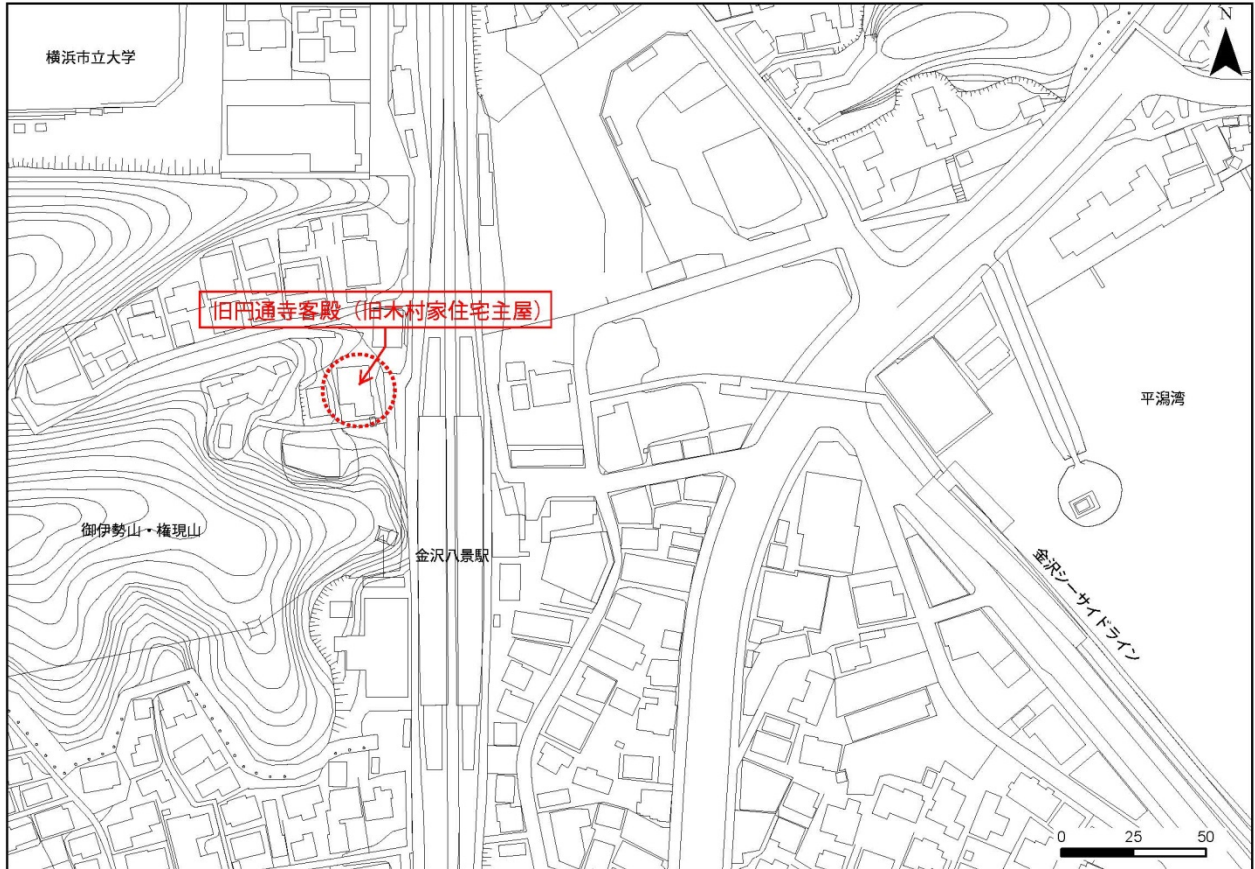 横浜市立大学
N
旧円通寺客殿（旧木村家住宅主屋）
平潟湾
御伊勢山・権現山
金沢八景駅
金沢シーサイドライン
0 25 50